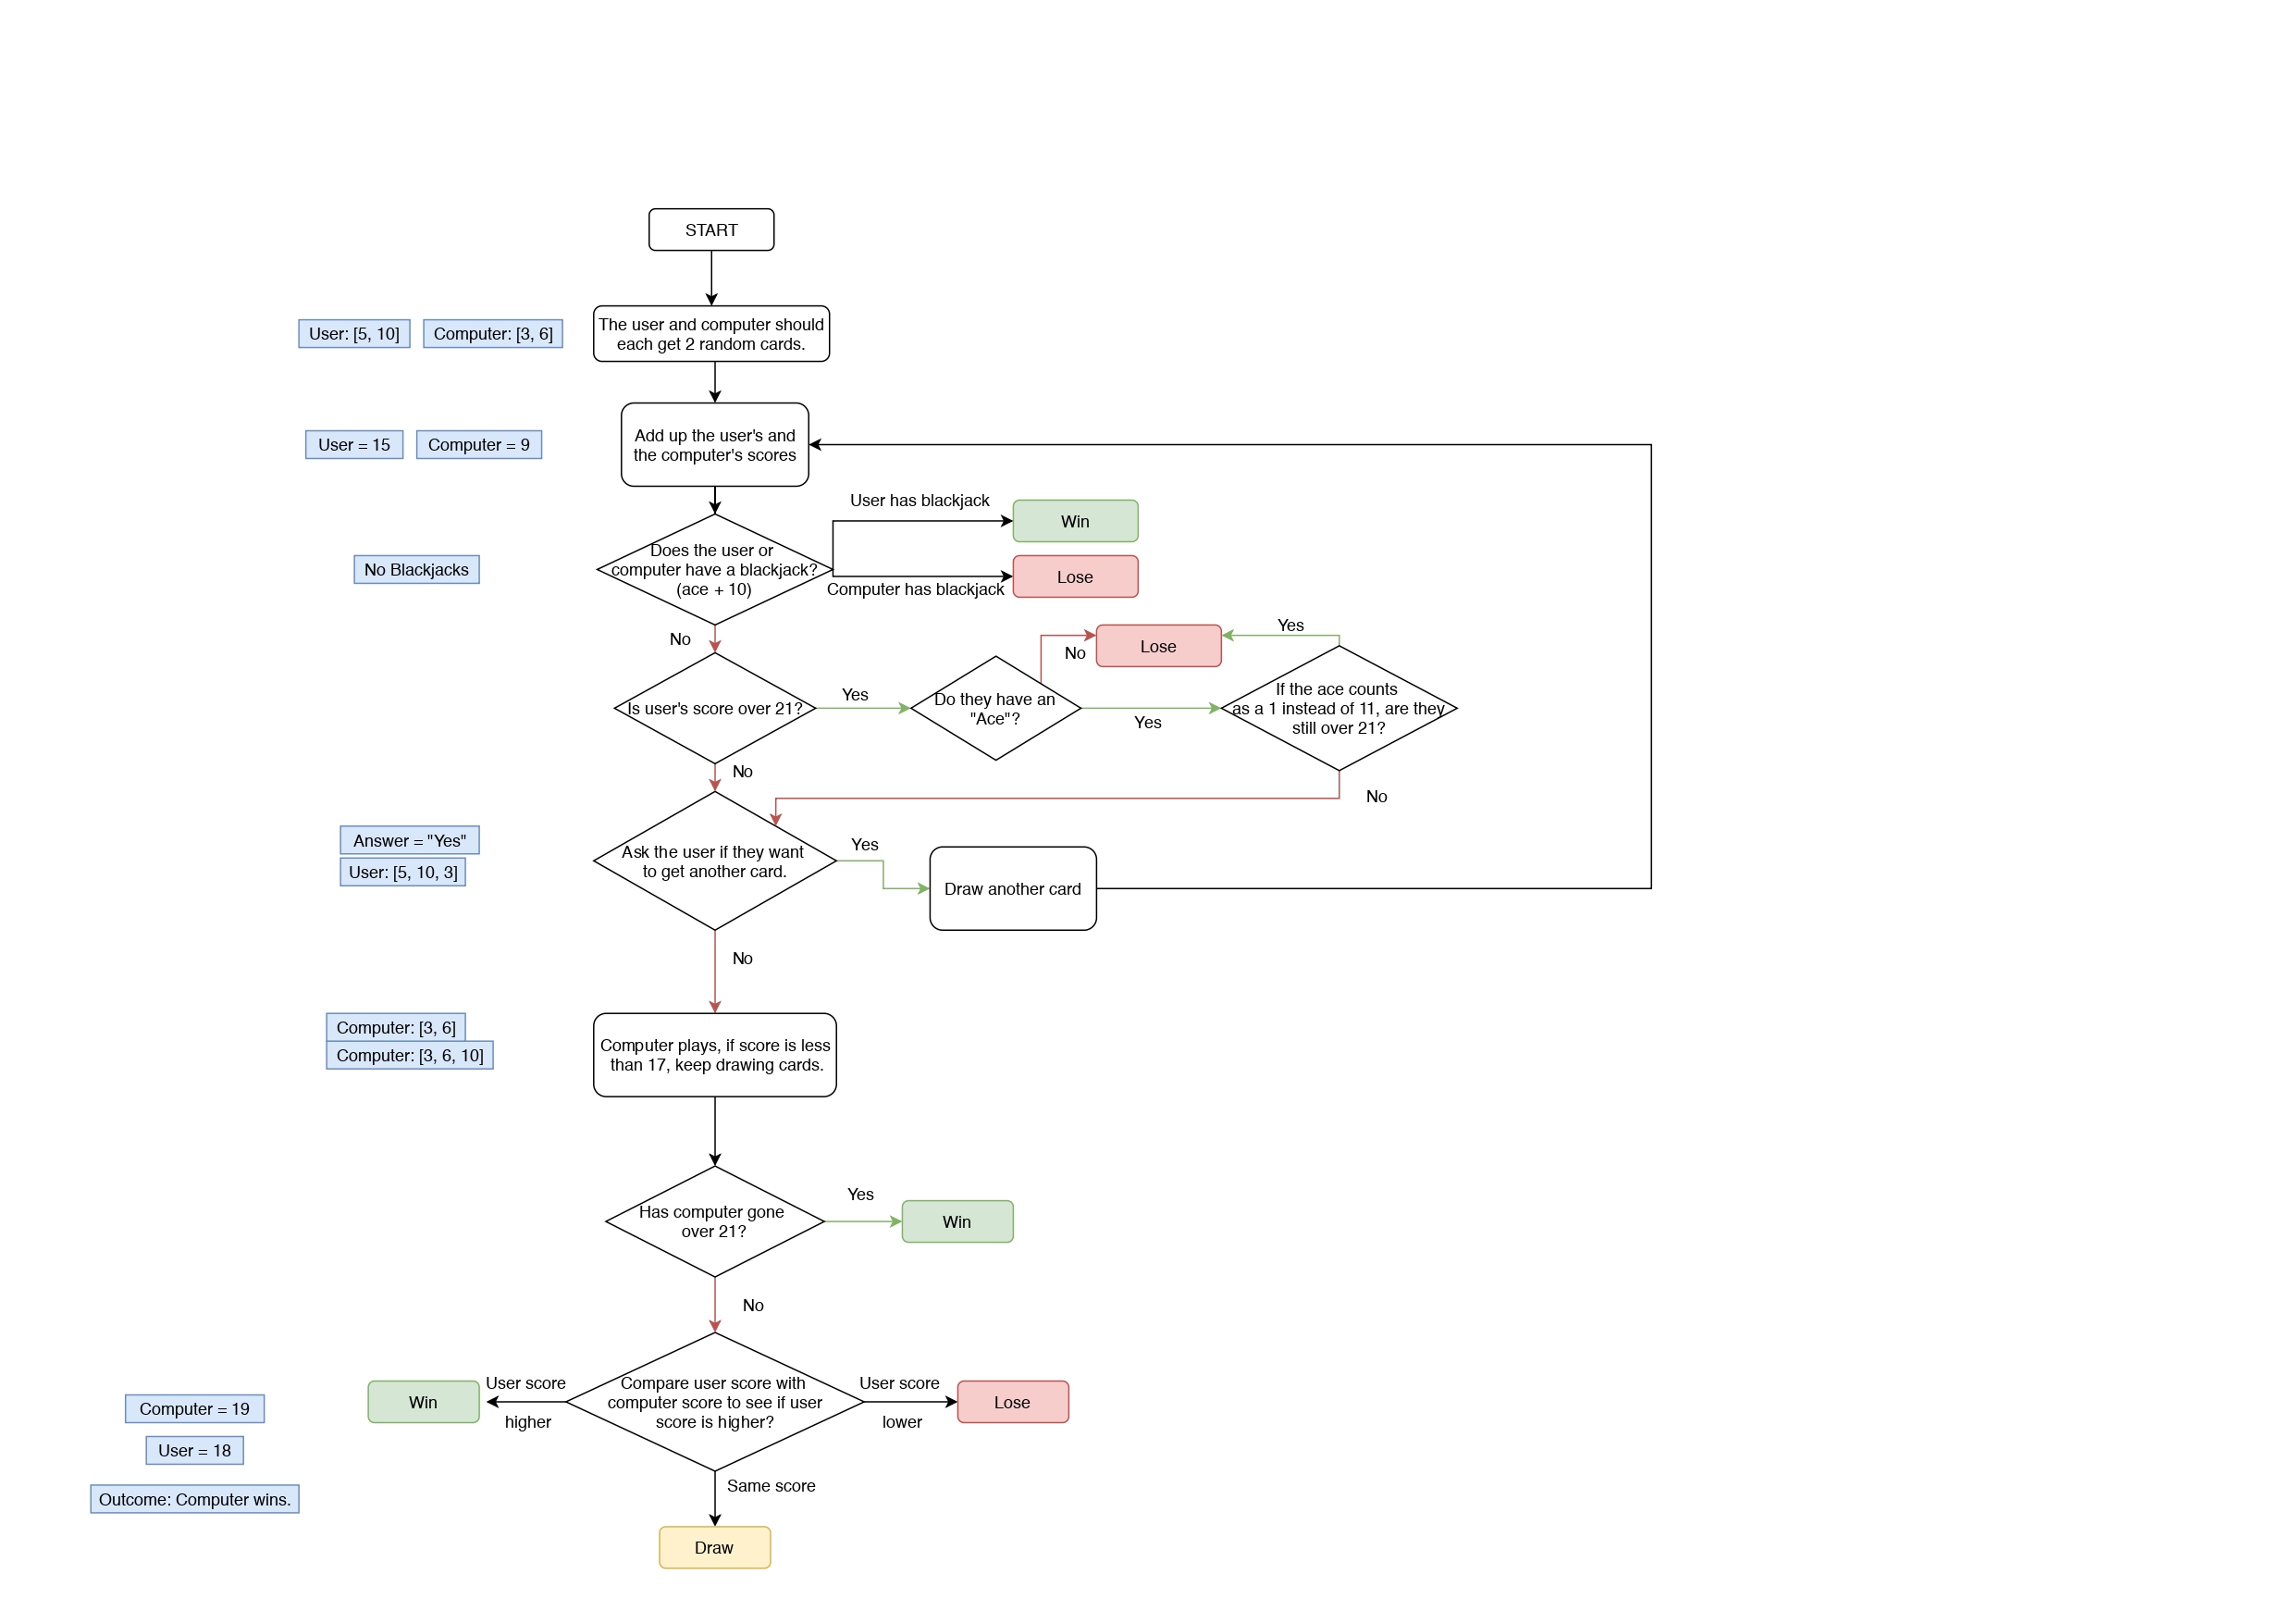 START
User: [5, 10]
Computer: [3, 6]
The user and computer should
each get 2 random cards.
User = 15
Computer = 9
Add up the user's and
the computer's scores
User has blackjack
Win
No Blackjacks
Does the user or
computer have a blackjack?
(ace + 10)
Computer has blackjack
Lose
No
Is user's score over 21?
Yes
Do they have an
"Ace"?
No
Lose
Yes
Yes
If the ace counts
as a 1 instead of 11, are they
still over 21?
No
No
Answer = "Yes"
User: [5, 10, 3]
Ask the user if they want
to get another card.
Yes
Draw another card
No
Computer: [3, 6]
Computer: [3, 6, 10]
Computer plays, if score is less
than 17, keep drawing cards.
Has computer gone
over 21?
Yes
Win
No
Computer = 19
User = 18
Outcome: Computer wins.
Win
User score
higher
Compare user score with
computer score to see if user
score is higher?
User score
lower
Lose
Same score
Draw